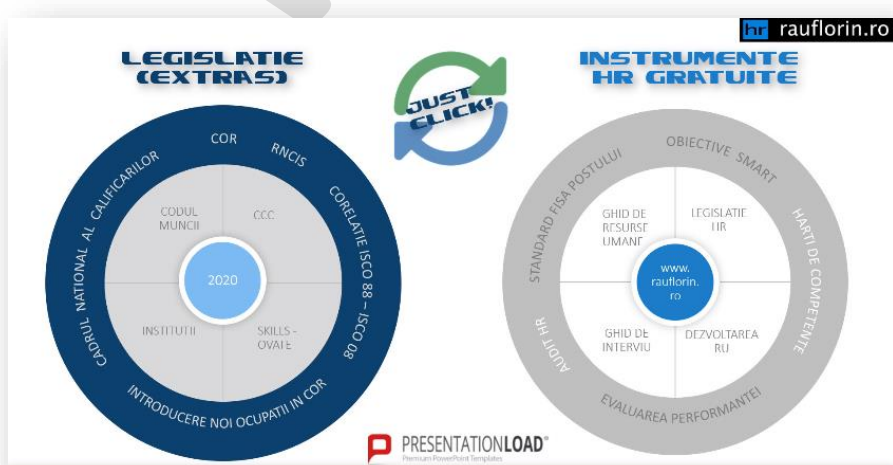 hr rauflorin.ro
LEGISLATIE
(EXTRAS)
JUST
CLICK!
INSTRUMENTE
HR GRATUITE
CADRUL NATIONAL AL CALIFICARILOR
COR
RNCIS
CORELATIE ISCO 88 – ISCO 08
INTRODUCERE NOI OCUPATII IN COR
CODUL
MUNCII
CCC
2020
INSTITUTII
SKILLS -
OVATE
STANDARD FISA POSTULUI
OBIECTIVE SMART
HARTI DE COMPETENTE
EVALUAREA PERFORMANTEI
AUDIT HR
GHID DE
RESURSE
UMANE
LEGISLATIE
HR
www.
rauflorin.
ro
GHID DE
INTERVIU
DEZVOLTAREA
RU
PRESENTATIONLOAD®
Premium PowerPoint Templates